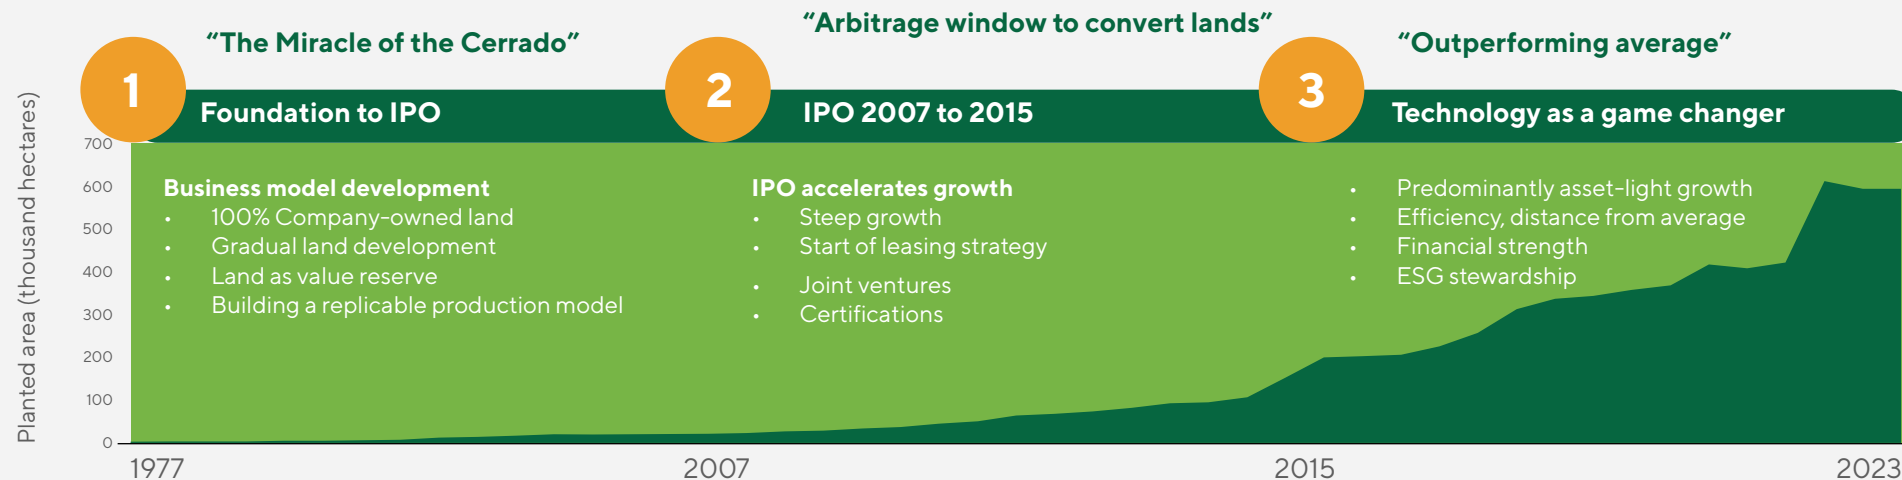 “The Miracle of the Cerrado”
“Arbitrage window to convert lands”
“Outperforming average”
1
2
3
Foundation to IPO
IPO 2007 to 2015
Technology as a game changer
Planted area (thousand hectares)
700
600
500
400
300
200
100
0
Business model development
• 100% Company-owned land
• Gradual land development
• Land as value reserve
• Building a replicable production model
IPO accelerates growth
• Steep growth
• Start of leasing strategy
• Joint ventures
• Certifications
• Predominantly asset-light growth
• Efficiency, distance from average
• Financial strength
• ESG stewardship
1977
2007
2015
2023